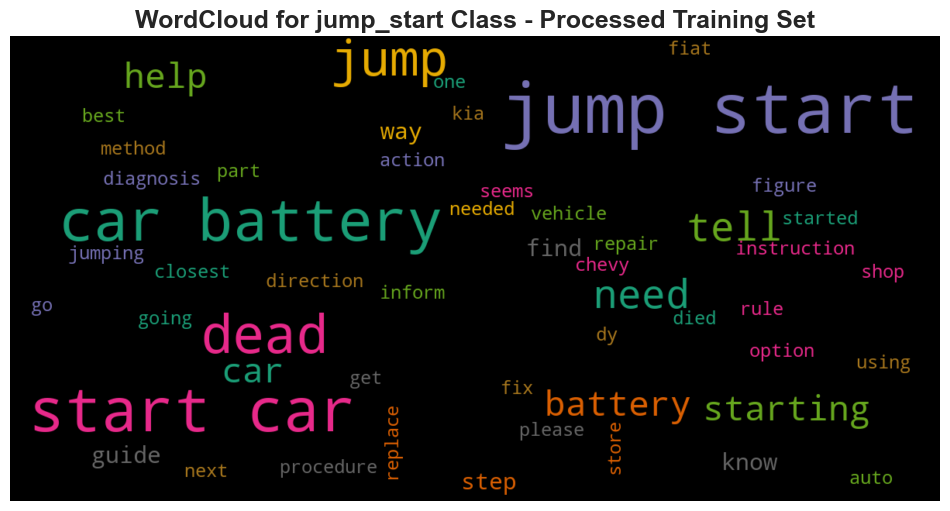 WordCloud for jump_start Class - Processed Training Set
jump
fiat
help
one
jump start
best
kia
way
method
action
part
diagnosis
seems
figure
car battery
needed
vehicle
tell
started
jumping
find
repair
instruction
closest
chevy
shop
direction
inform
need
go
going
died
rule
dead
dy
option
car
get
using
fix
start car
battery
starting
replace
please
store
guide
next
procedure
step
know
auto